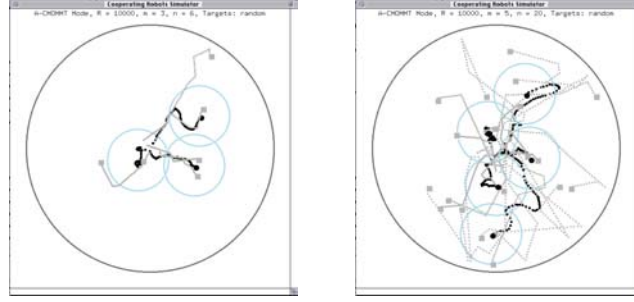 Cooperating Robots Simulator
A-CMOMMT Mode, R = 10000, m = 3, n = 6, Targets: random
Cooperating Robots Simulator
A-CMOMMT Mode, R = 10000, m = 5, n = 20, Targets: random